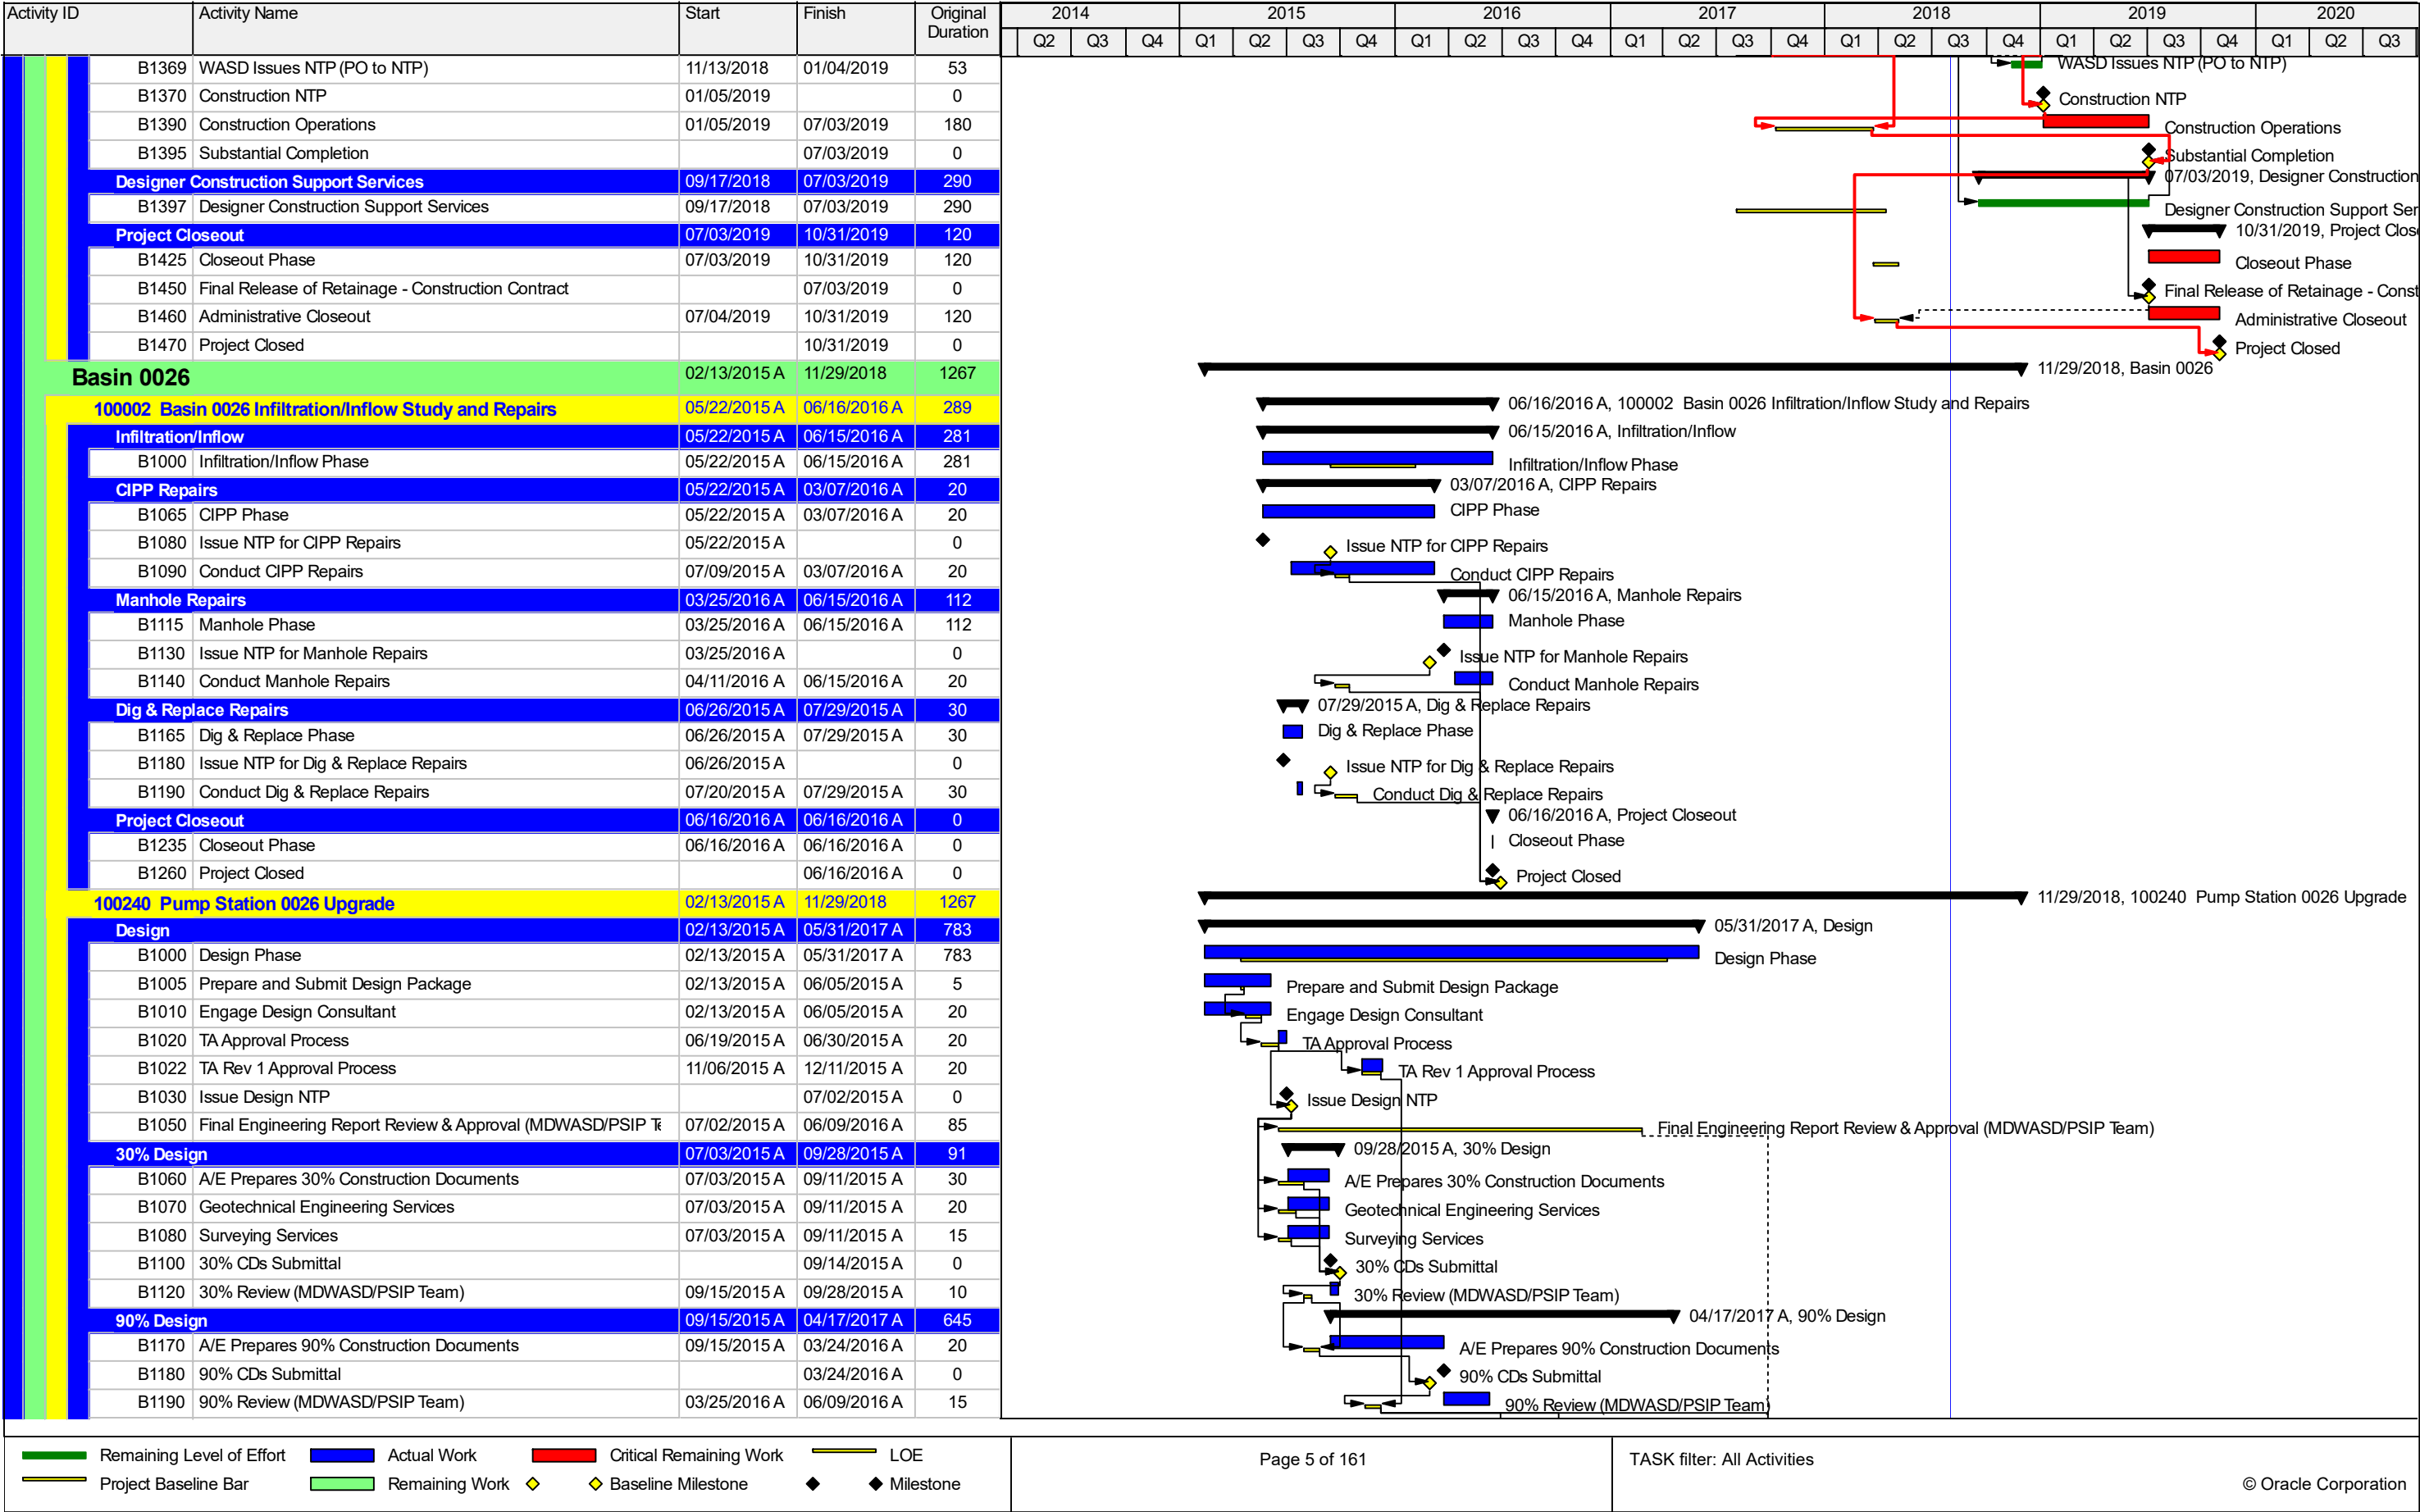 Activity ID Activity Name Start Finish Original Duration 2014 2015 2016 2017 2018 2019 2020
Q2 Q3 Q4 Q1 Q2 Q3 Q4 Q1 Q2 Q3 Q4 Q1 Q2 Q3 Q4 Q1 Q2 Q3 Q4 Q1 Q2 Q3 Q4 Q1 Q2 Q3
B1369 WASD Issues NTP (PO to NTP) 11/13/2018 01/04/2019 53 WASD Issues NTP (PO to NTP)
B1370 Construction NTP 01/05/2019 0 Construction NTP
B1390 Construction Operations 01/05/2019 07/03/2019 180 Construction Operations
B1395 Substantial Completion 07/03/2019 0 Substantial Completion
Designer Construction Support Services 09/17/2018 07/03/2019 290 07/03/2019, Designer Construction
B1397 Designer Construction Support Services 09/17/2018 07/03/2019 290 Designer Construction Support Ser
Project Closeout 07/03/2019 10/31/2019 120 10/31/2019, Project Clos
B1425 Closeout Phase 07/03/2019 10/31/2019 120 Closeout Phase
B1450 Final Release of Retainage - Construction Contract 07/03/2019 0 Final Release of Retainage - Const
B1460 Administrative Closeout 07/04/2019 10/31/2019 120 Administrative Closeout
B1470 Project Closed 10/31/2019 0 Project Closed
Basin 0026 02/13/2015 A 11/29/2018 1267 11/29/2018, Basin 0026
100002 Basin 0026 Infiltration/Inflow Study and Repairs 05/22/2015 A 06/16/2016 A 289 06/16/2016 A, 100002 Basin 0026 Infiltration/Inflow Study and Repairs
Infiltration/Inflow 05/22/2015 A 06/15/2016 A 281 06/15/2016 A, Infiltration/Inflow
B1000 Infiltration/Inflow Phase 05/22/2015 A 06/15/2016 A 281 Infiltration/Inflow Phase
CIPP Repairs 05/22/2015 A 03/07/2016 A 20 03/07/2016 A, CIPP Repairs
B1065 CIPP Phase 05/22/2015 A 03/07/2016 A 20 CIPP Phase
B1080 Issue NTP for CIPP Repairs 05/22/2015 A 0 Issue NTP for CIPP Repairs
B1090 Conduct CIPP Repairs 07/09/2015 A 03/07/2016 A 20 Conduct CIPP Repairs
Manhole Repairs 03/25/2016 A 06/15/2016 A 112 06/15/2016 A, Manhole Repairs
B1115 Manhole Phase 03/25/2016 A 06/15/2016 A 112 Manhole Phase
B1130 Issue NTP for Manhole Repairs 03/25/2016 A 0 Issue NTP for Manhole Repairs
B1140 Conduct Manhole Repairs 04/11/2016 A 06/15/2016 A 20 Conduct Manhole Repairs
Dig & Replace Repairs 06/26/2015 A 07/29/2015 A 30 07/29/2015 A, Dig & Replace Repairs
B1165 Dig & Replace Phase 06/26/2015 A 07/29/2015 A 30 Dig & Replace Phase
B1180 Issue NTP for Dig & Replace Repairs 06/26/2015 A 0 Issue NTP for Dig & Replace Repairs
B1190 Conduct Dig & Replace Repairs 07/20/2015 A 07/29/2015 A 30 Conduct Dig & Replace Repairs
Project Closeout 06/16/2016 A 06/16/2016 A 0 06/16/2016 A, Project Closeout
B1235 Closeout Phase 06/16/2016 A 06/16/2016 A 0 Closeout Phase
B1260 Project Closed 06/16/2016 A 0 Project Closed
100240 Pump Station 0026 Upgrade 02/13/2015 A 11/29/2018 1267 11/29/2018, 100240 Pump Station 0026 Upgrade
Design 02/13/2015 A 05/31/2017 A 783 05/31/2017 A, Design
B1000 Design Phase 02/13/2015 A 05/31/2017 A 783 Design Phase
B1005 Prepare and Submit Design Package 02/13/2015 A 06/05/2015 A 5 Prepare and Submit Design Package
B1010 Engage Design Consultant 02/13/2015 A 06/05/2015 A 20 Engage Design Consultant
B1020 TA Approval Process 06/19/2015 A 06/30/2015 A 20 TA Approval Process
B1022 TA Rev 1 Approval Process 11/06/2015 A 12/11/2015 A 20 TA Rev 1 Approval Process
B1030 Issue Design NTP 07/02/2015 A 0 Issue Design NTP
B1050 Final Engineering Report Review & Approval (MDWASD/PSIP Te 07/02/2015 A 06/09/2016 A 85 Final Engineering Report Review & Approval (MDWASD/PSIP Team)
30% Design 07/03/2015 A 09/28/2015 A 91 09/28/2015 A, 30% Design
B1060 A/E Prepares 30% Construction Documents 07/03/2015 A 09/11/2015 A 30 A/E Prepares 30% Construction Documents
B1070 Geotechnical Engineering Services 07/03/2015 A 09/11/2015 A 20 Geotechnical Engineering Services
B1080 Surveying Services 07/03/2015 A 09/11/2015 A 15 Surveying Services
B1100 30% CDs Submittal 09/14/2015 A 0 30% CDs Submittal
B1120 30% Review (MDWASD/PSIP Team) 09/15/2015 A 09/28/2015 A 10 30% Review (MDWASD/PSIP Team)
90% Design 09/15/2015 A 04/17/2017 A 645 04/17/2017 A, 90% Design
B1170 A/E Prepares 90% Construction Documents 09/15/2015 A 03/24/2016 A 20 A/E Prepares 90% Construction Documents
B1180 90% CDs Submittal 03/24/2016 A 0 90% CDs Submittal
B1190 90% Review (MDWASD/PSIP Team) 03/25/2016 A 06/09/2016 A 15 90% Review (MDWASD/PSIP Team)
Remaining Level of Effort Actual Work Critical Remaining Work LOE Page 5 of 161 TASK filter: All Activities
Project Baseline Bar Remaining Work Baseline Milestone Milestone © Oracle Corporation